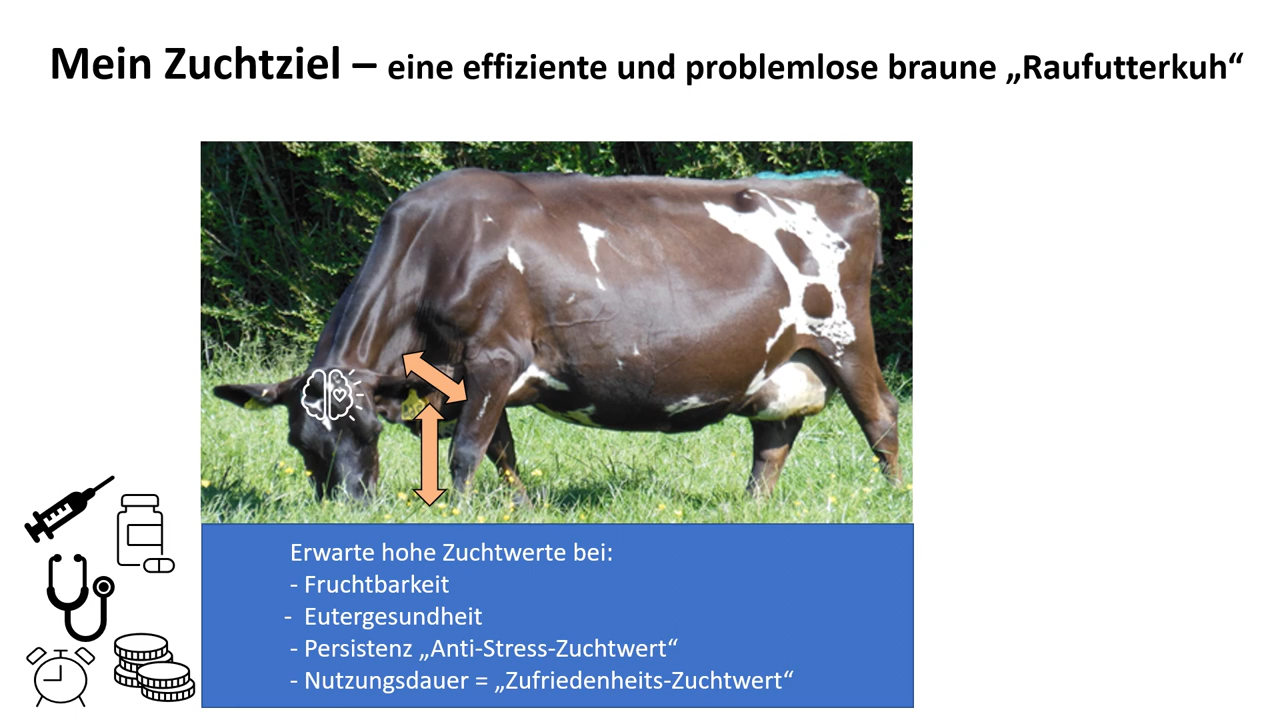 Mein Zuchtziel – eine effiziente und problemlose braune „Raufutterkuh“
Erwarte hohe Zuchtwerte bei:
- Fruchtbarkeit
- Eutergesundheit
- Persistenz „Anti-Stress-Zuchtwert“
- Nutzungsdauer = „Zufriedenheits-Zuchtwert“